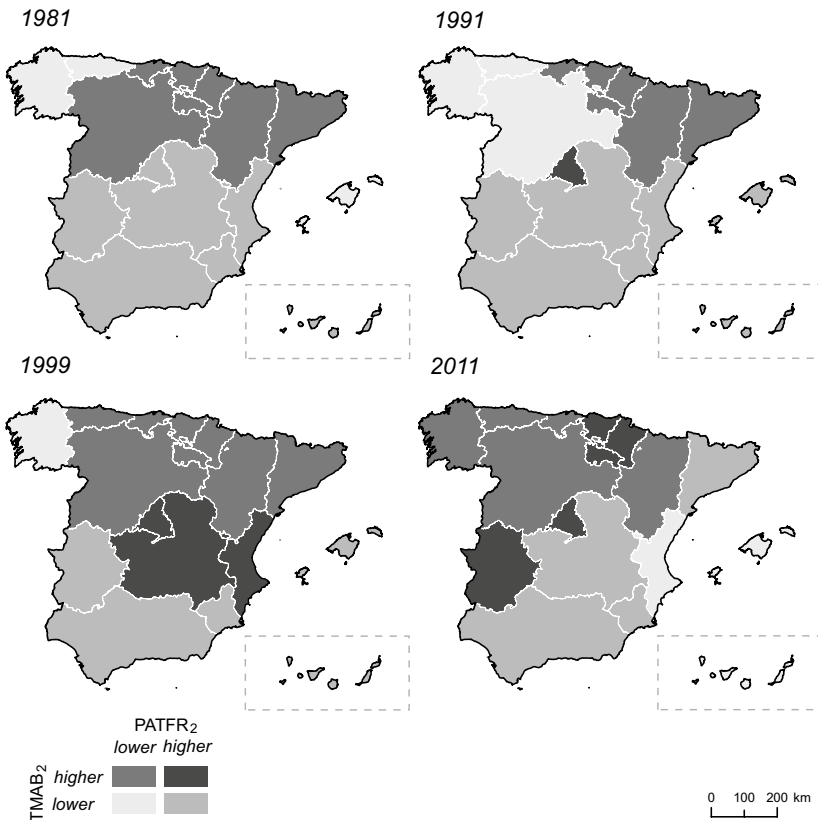 1981
1991
1999
2011
PATFR2
lower higher
TMAB2
higher
lower
0 100 200 km